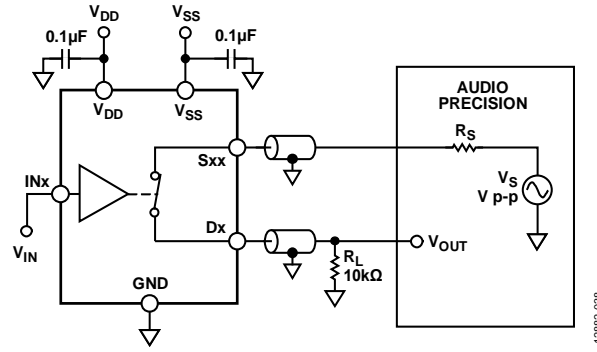 VDD
VSS
0.1µF
0.1µF
VDD
VSS
AUDIO
PRECISION
RS
VS
V p-p
Sxx
INx
Dx
VOUT
VIN
RL
10kΩ
GND